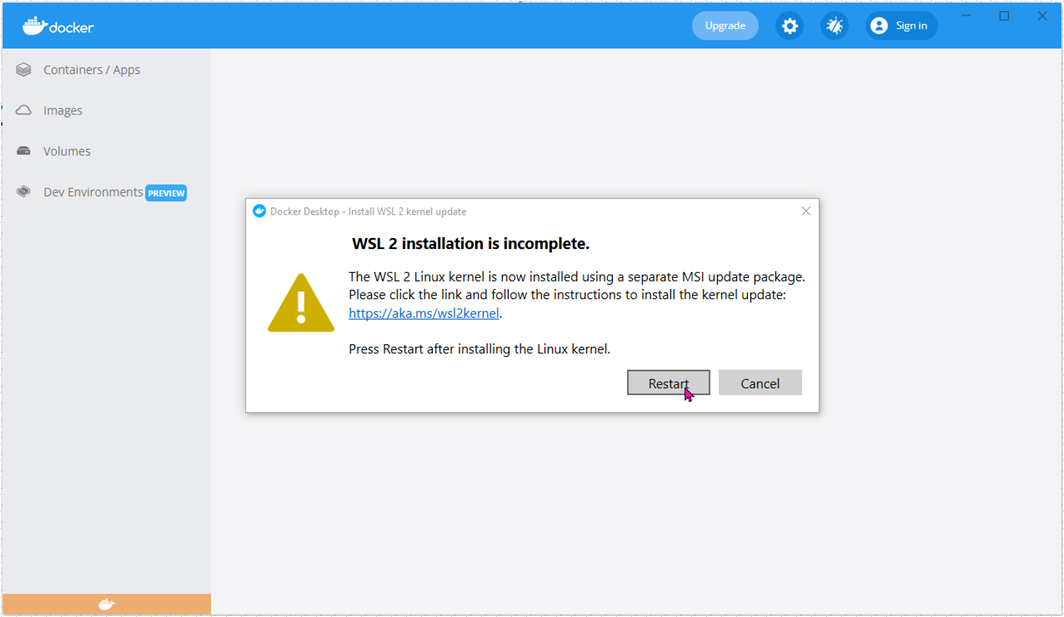 docker
Upgrade
Sign in
Containers / Apps
Images
Volumes
Dev Environments PREVIEW
Docker Desktop - Install WSL 2 kernel update
WSL 2 installation is incomplete.
The WSL 2 Linux kernel is now installed using a separate MSI update package.
Please click the link and follow the instructions to install the kernel update:
https://aka.ms/wsl2kernel.
Press Restart after installing the Linux kernel.
Restart
Cancel